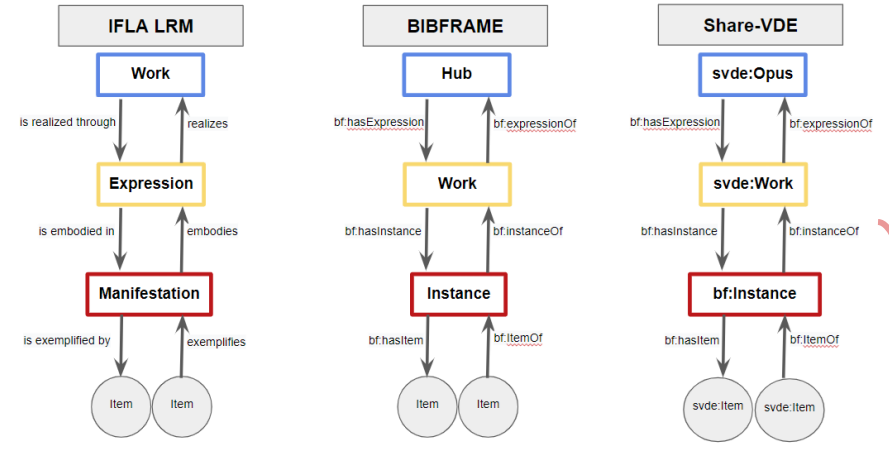 IFLA LRM
Work
is realized through
realizes
Expression
is embodied in
embodies
Manifestation
is exemplified by
exemplifies
Item
Item
BIBFRAME
Hub
bf:hasExpression
bf:expressionOf
Work
bf:hasInstance
bf:instanceOf
Instance
bf:hasItem
bf:ItemOf
Item
Item
Share-VDE
svde:Opus
bf:hasExpression
bf:expressionOf
svde:Work
bf:hasInstance
bf:instanceOf
bf:Instance
bf:hasItem
bf:ItemOf
svde:Item
svde:Item